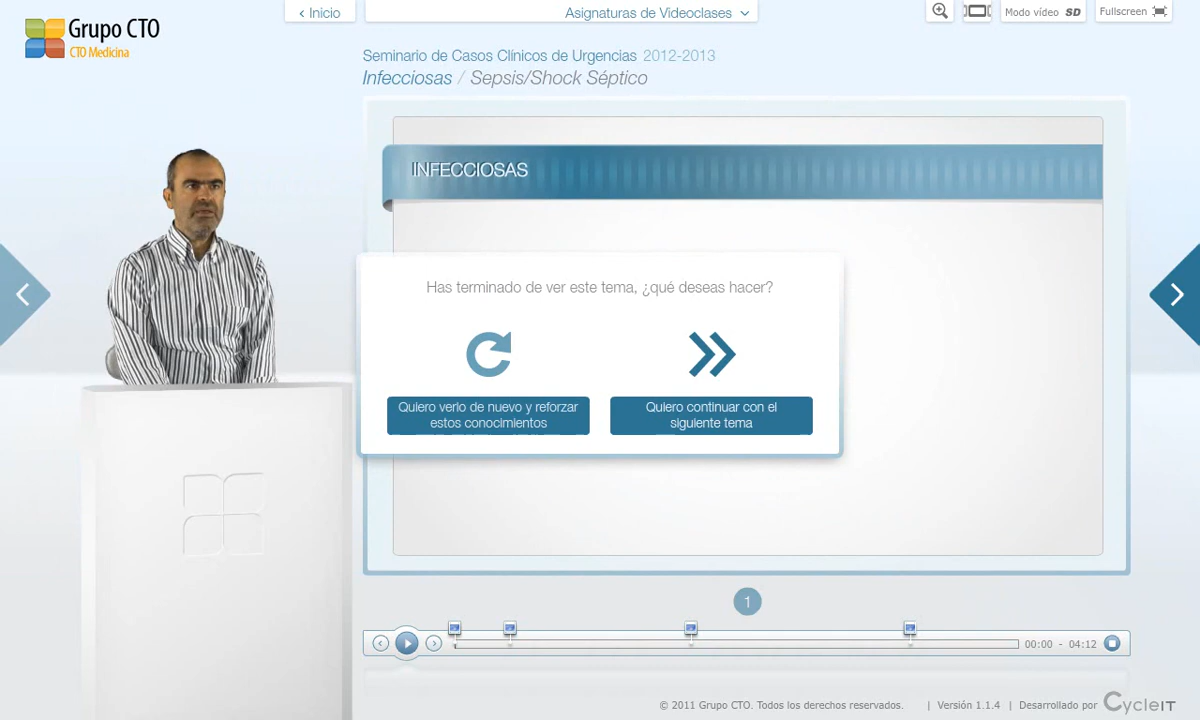 Grupo CTO
CTO Medicina
‹ Inicio
Asignaturas de Videoclases
Modo vídeo SD
Fullscreen
Seminario de Casos Clínicos de Urgencias 2012-2013
Infecciosas / Sepsis/Shock Séptico
INFECCIOSAS
Has terminado de ver este tema, ¿qué deseas hacer?
Quiero verlo de nuevo y reforzar
estos conocimientos
Quiero continuar con el
siguiente tema
1
00:00 - 04:12
© 2011 Grupo CTO. Todos los derechos reservados. | Versión 1.1.4 | Desarrollado por CycleIT